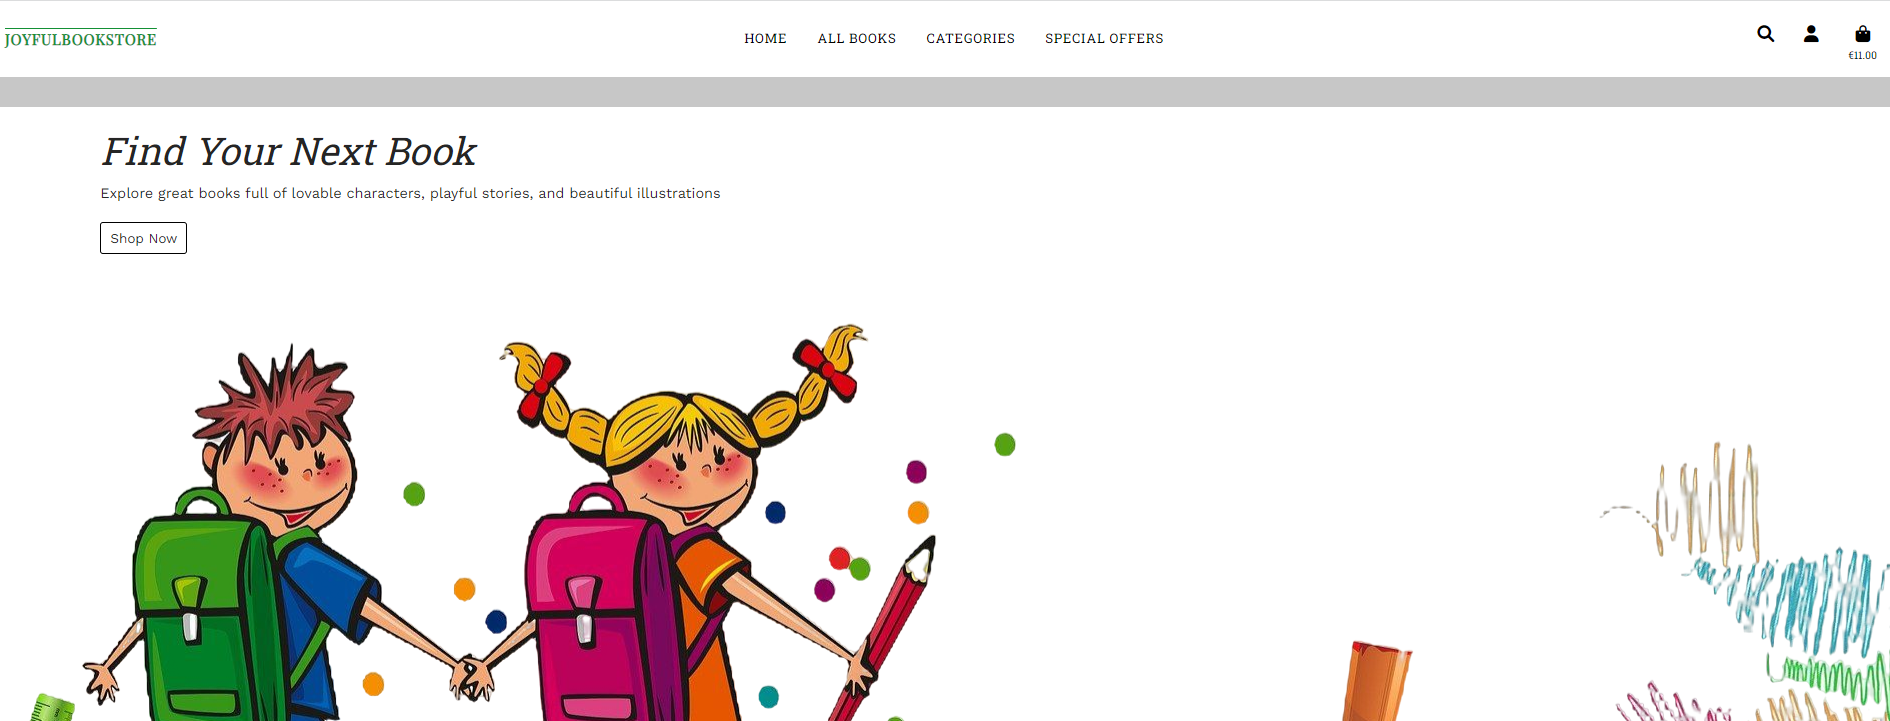 JOYFULBOOKSTORE
HOME ALL BOOKS CATEGORIES SPECIAL OFFERS
€11.00
Find Your Next Book
Explore great books full of lovable characters, playful stories, and beautiful illustrations
Shop Now